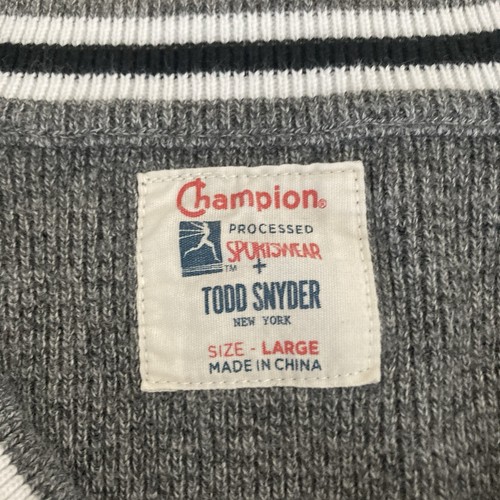 Champion®
PROCESSED
SPORTSWEAR
™ +
TODD SNYDER
NEW YORK
SIZE - LARGE
MADE IN CHINA